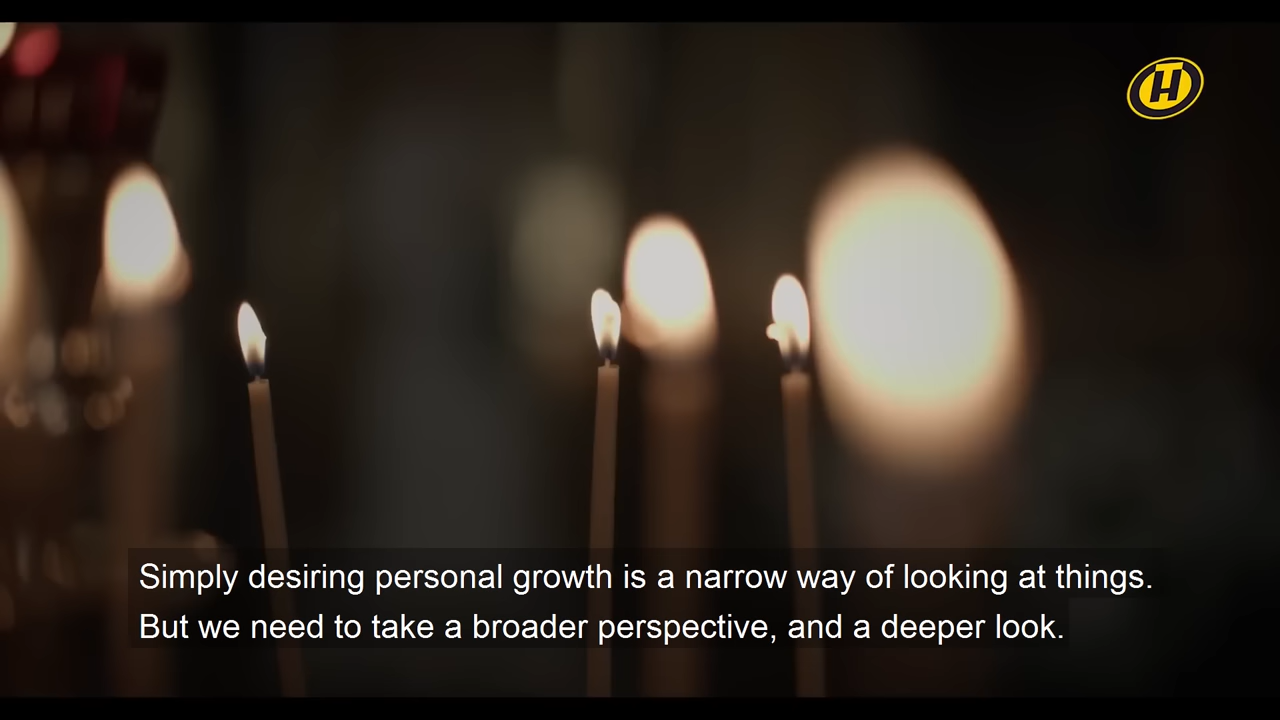 Simply desiring personal growth is a narrow way of looking at things.
But we need to take a broader perspective, and a deeper look.